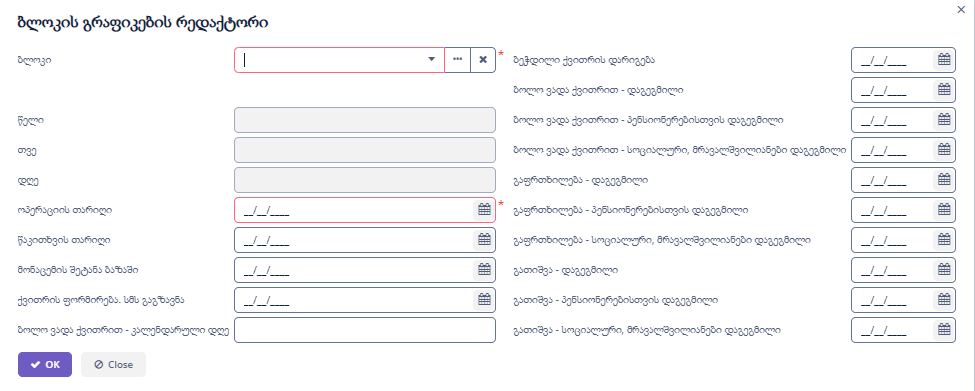 ბლოკის გრაფიკების რედაქტორი
ბლოკი * ბეჭდილი ქვითრის დარიგება __/__/____
ბოლო ვადა ქვითრით - დაგეგმილი __/__/____
წელი ბოლო ვადა ქვითრით - პენსიონერებისთვის დაგეგმილი __/__/____
თვე ბოლო ვადა ქვითრით - სოციალური, მრავალშვილიანები დაგეგმილი __/__/____
დღე გაფრთხილება - დაგეგმილი __/__/____
ოპერაციის თარიღი __/__/____ * გაფრთხილება - პენსიონერებისთვის დაგეგმილი __/__/____
წაკითხვის თარიღი __/__/____ გაფრთხილება - სოციალური, მრავალშვილიანები დაგეგმილი __/__/____
მონაცემის შეტანა ბაზაში __/__/____ გათიშვა - დაგეგმილი __/__/____
ქვითრის ფორმირება. სმს გაგზავნა __/__/____ გათიშვა - პენსიონერებისთვის დაგეგმილი __/__/____
ბოლო ვადა ქვითრით - კალენდარული დღე გათიშვა - სოციალური, მრავალშვილიანები დაგეგმილი __/__/____
OK Close